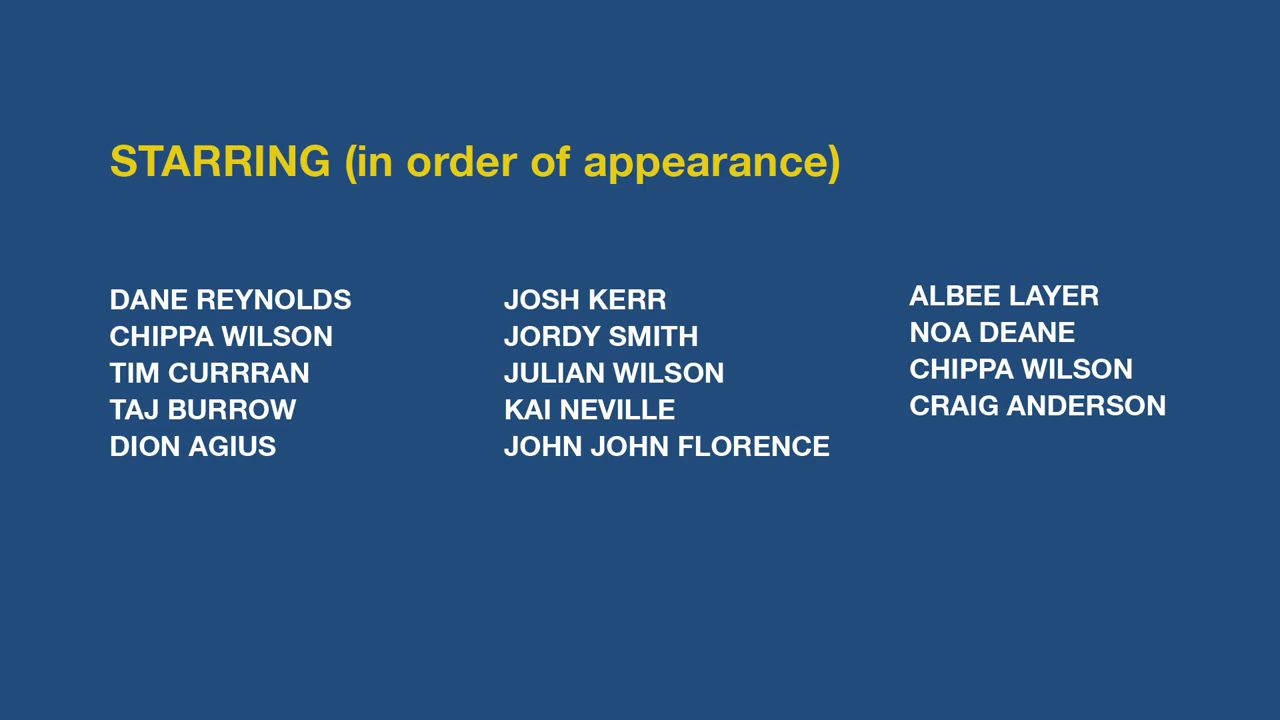 STARRING (in order of appearance)
DANE REYNOLDS
CHIPPA WILSON
TIM CURRRAN
TAJ BURROW
DION AGIUS
JOSH KERR
JORDY SMITH
JULIAN WILSON
KAI NEVILLE
JOHN JOHN FLORENCE
ALBEE LAYER
NOA DEANE
CHIPPA WILSON
CRAIG ANDERSON